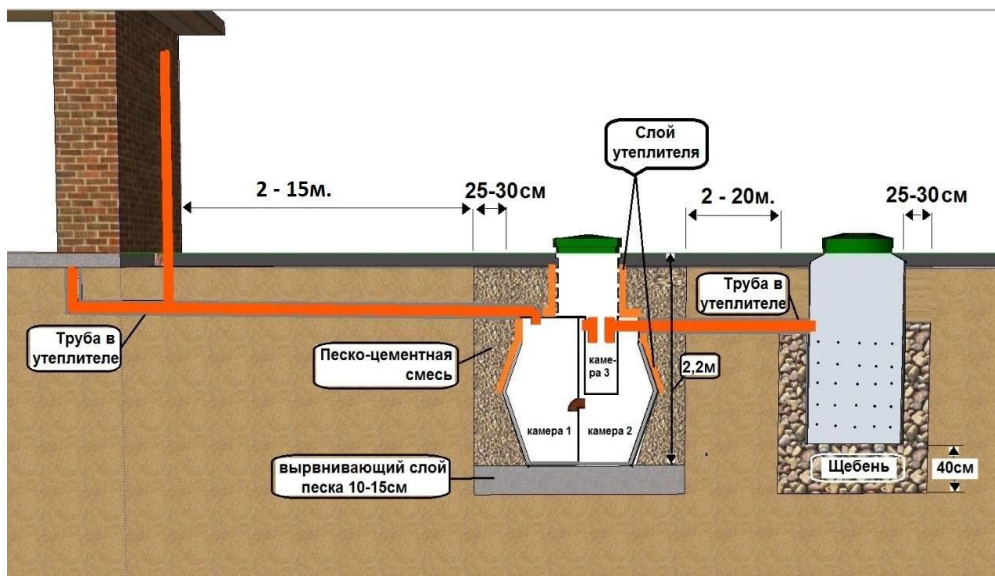 Слой
утеплителя
2 - 15м.
25-30см
2 - 20м.
25-30см
Труба в
утеплителе
Труба в
утеплителе
Песко-цементная
смесь
каме-
ра 3
2,2м
камера 1
камера 2
вырвнивающий слой
песка 10-15см
Щебень
40см